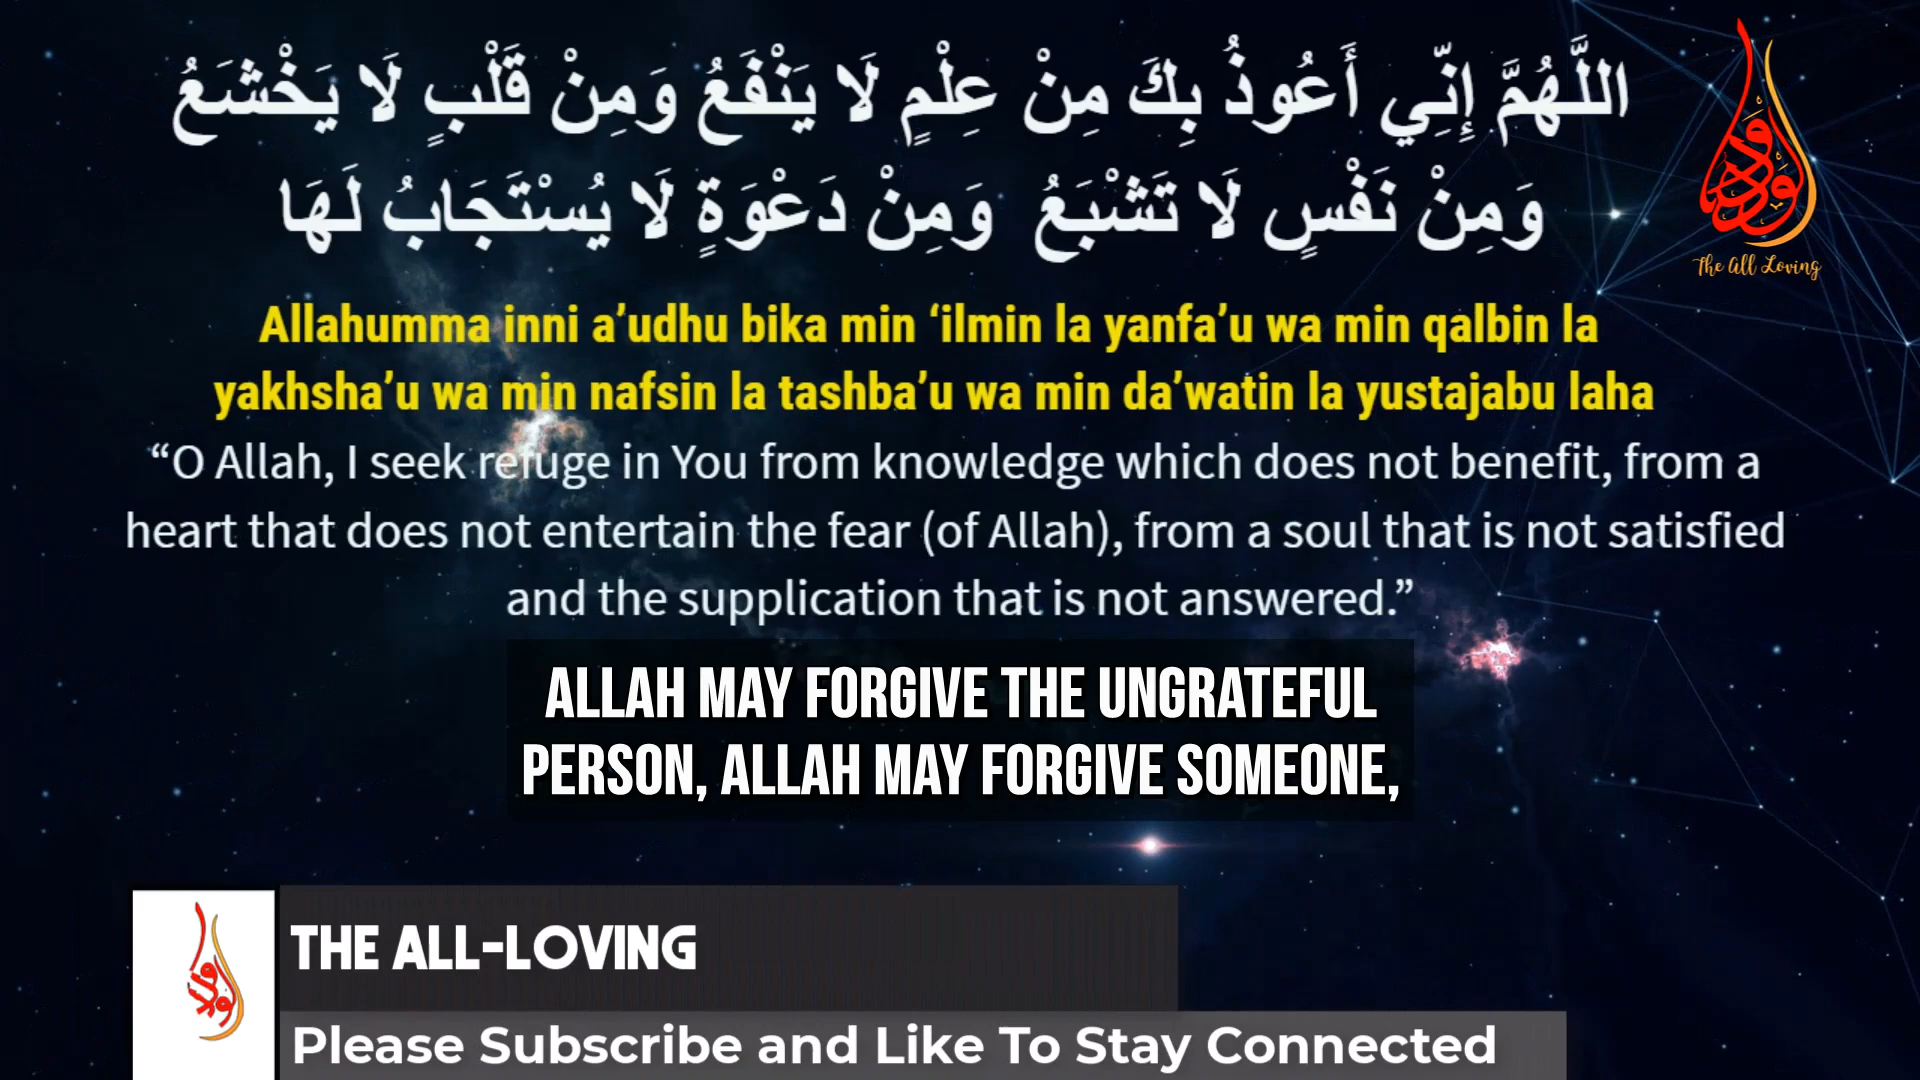 اللَّهُمَّ إِنِّي أَعُوذُ بِكَ مِنْ عِلْمٍ لَا يَنْفَعُ وَمِنْ قَلْبٍ لَا يَخْشَعُ
وَمِنْ نَفْسٍ لَا تَشْبَعُ وَمِنْ دَعْوَةٍ لَا يُسْتَجَابُ لَهَا
The All Loving
Allahumma inni a’udhu bika min ‘ilmin la yanfa’u wa min qalbin la
yakhsha’u wa min nafsin la tashba’u wa min da’watin la yustajabu laha
“O Allah, I seek refuge in You from knowledge which does not benefit, from a
heart that does not entertain the fear (of Allah), from a soul that is not satisfied
and the supplication that is not answered.”
ALLAH MAY FORGIVE THE UNGRATEFUL
PERSON, ALLAH MAY FORGIVE SOMEONE,
THE ALL-LOVING
Please Subscribe and Like To Stay Connected